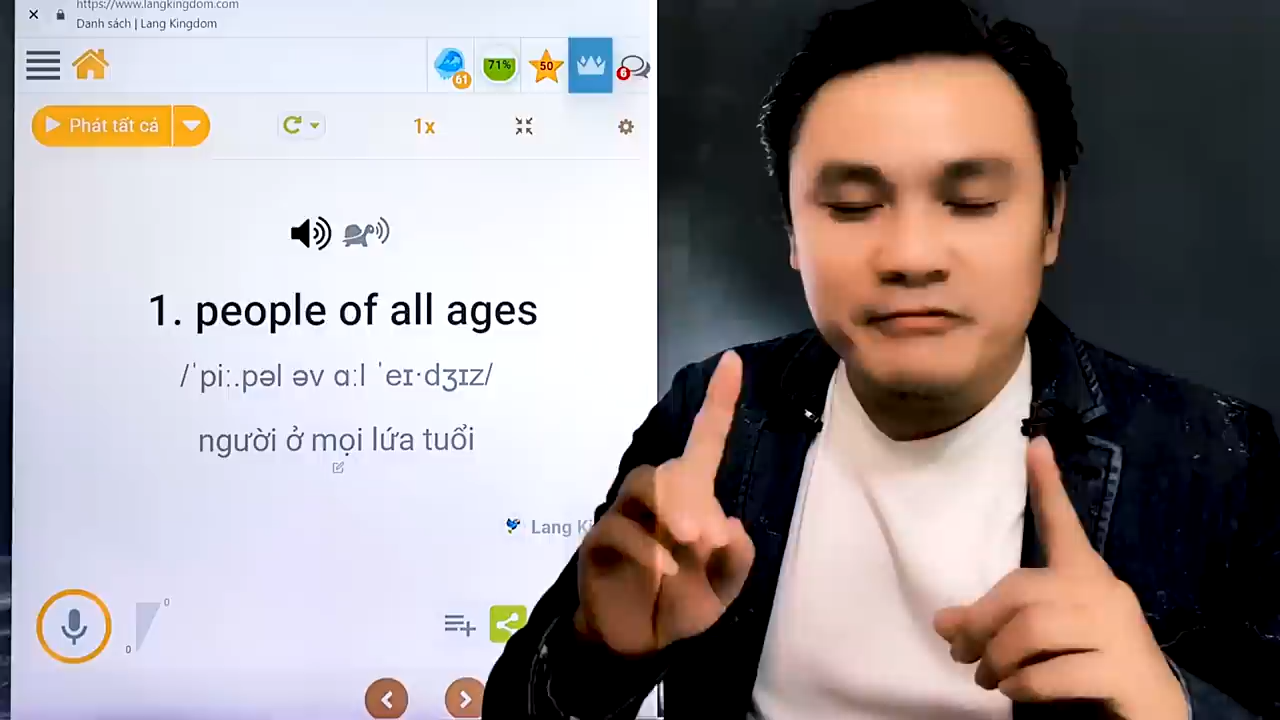 https://www.langkingdom.com
Danh sách | Lang Kingdom
61
71%
50
6
Phát tất cả
1x
1. people of all ages
/ˈpiː.pəl əv ɑːl ˈeɪ·dʒɪz/
người ở mọi lứa tuổi
Lang
0
0